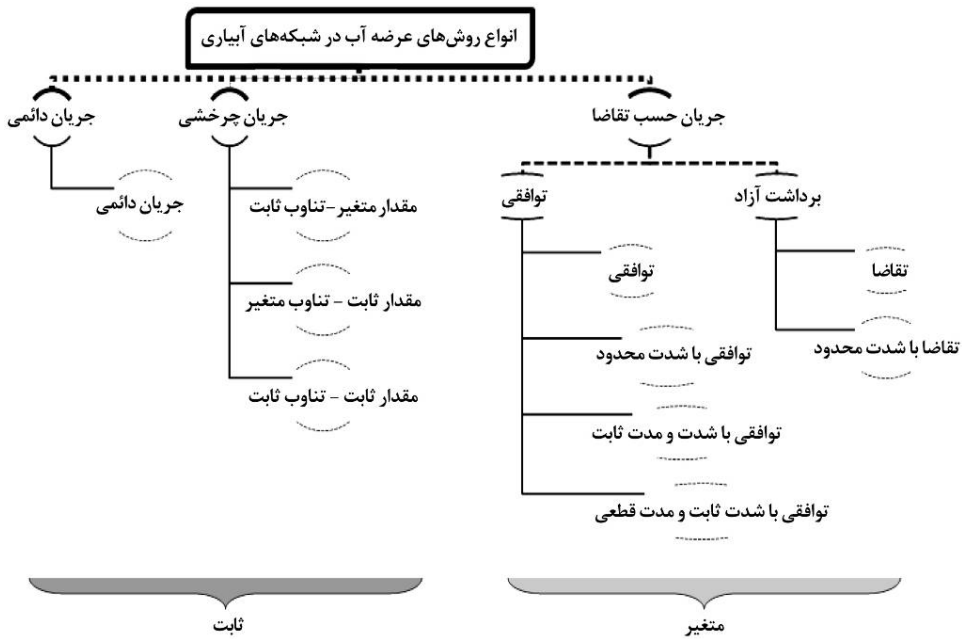 انواع روش‌های عرضه آب در شبکه‌های آبیاری
جریان حسب تقاضا
جریان چرخشی
جریان دائمی
برداشت آزاد
تقاضا
تقاضا با شدت محدود
توافقی
توافقی
توافقی با شدت محدود
توافقی با شدت و مدت ثابت
توافقی با شدت ثابت و مدت قطعی
مقدار متغیر-تناوب ثابت
مقدار ثابت - تناوب متغیر
مقدار ثابت - تناوب ثابت
جریان دائمی
متغیر
ثابت